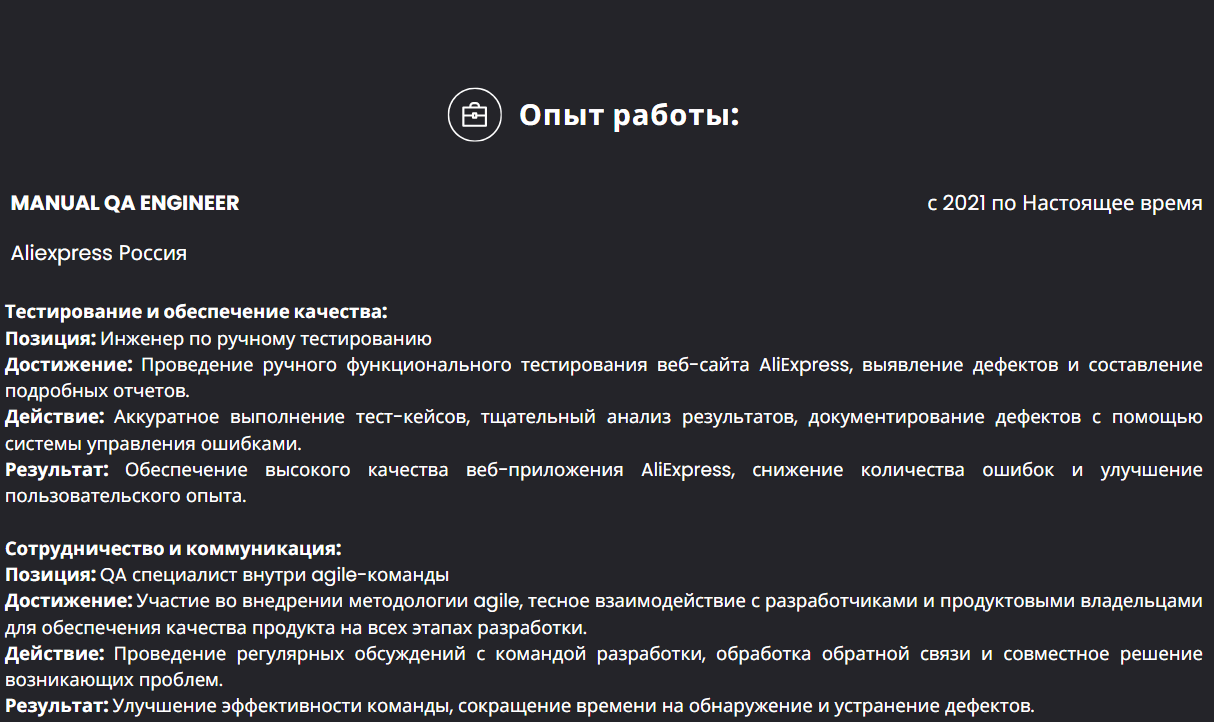 Опыт работы:
MANUAL QA ENGINEER с 2021 по Настоящее время
Aliexpress Россия
Тестирование и обеспечение качества:
Позиция: Инженер по ручному тестированию
Достижение: Проведение ручного функционального тестирования веб-сайта AliExpress, выявление дефектов и составление
подробных отчетов.
Действие: Аккуратное выполнение тест-кейсов, тщательный анализ результатов, документирование дефектов с помощью
системы управления ошибками.
Результат: Обеспечение высокого качества веб-приложения AliExpress, снижение количества ошибок и улучшение
пользовательского опыта.
Сотрудничество и коммуникация:
Позиция: QA специалист внутри agile-команды
Достижение: Участие во внедрении методологии agile, тесное взаимодействие с разработчиками и продуктовыми владельцами
для обеспечения качества продукта на всех этапах разработки.
Действие: Проведение регулярных обсуждений с командой разработки, обработка обратной связи и совместное решение
возникающих проблем.
Результат: Улучшение эффективности команды, сокращение времени на обнаружение и устранение дефектов.